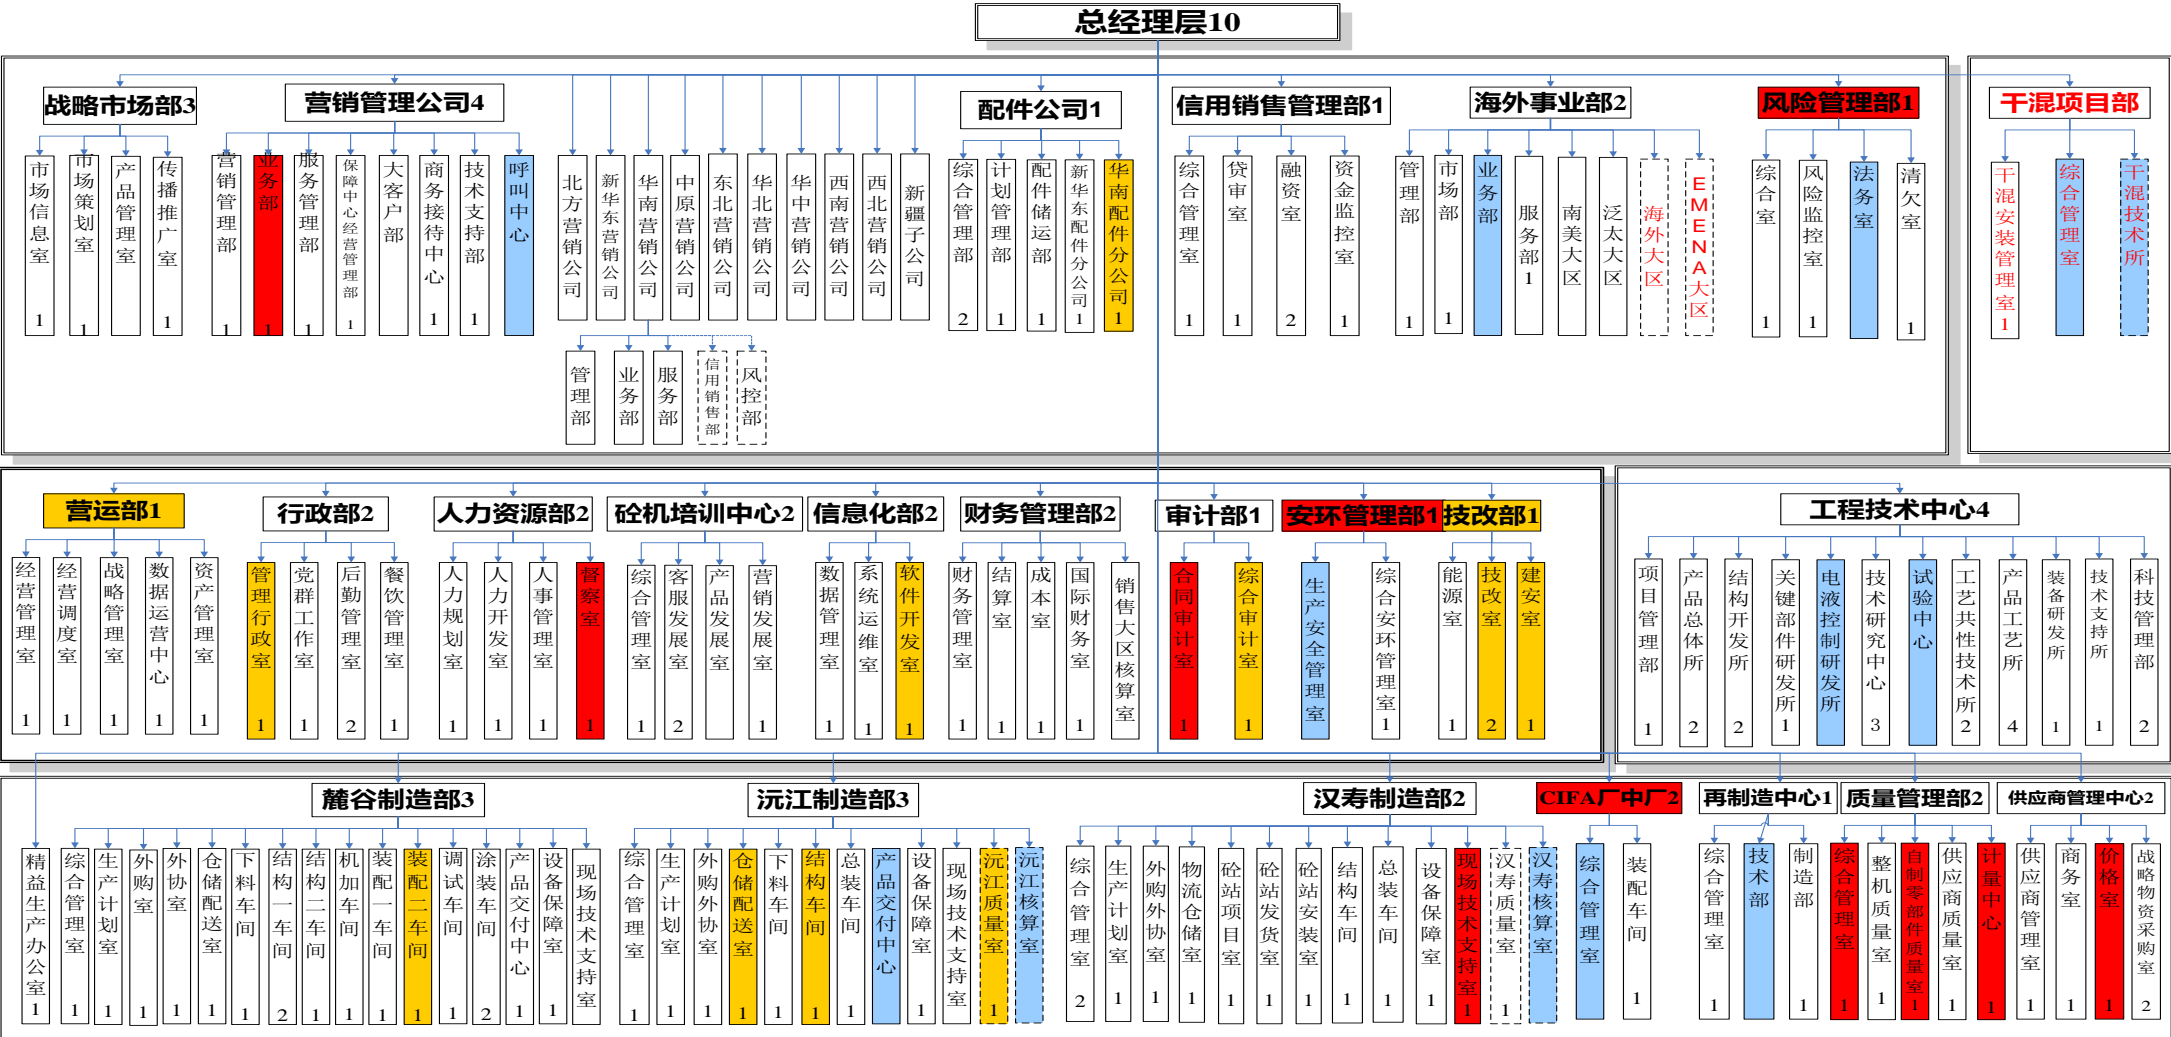 总经理层10
战略市场部3
市场信息室1
市场策划室1
产品管理室
传播推广室1
营销管理公司4
营销管理部1
业务部1
服务管理部1
保障中心经营管理部1
大客户部
商务接待中心1
技术支持部1
呼叫中心
北方营销公司
新华东营销公司
华南营销公司
中原营销公司
东北营销公司
华北营销公司
华中营销公司
西南营销公司
西北营销公司
新疆子公司
管理部
业务部
服务部
信用销售部
风控部
配件公司1
综合管理部2
计划管理部1
配件储运部1
新华东配件分公司1
华南配件分公司1
信用销售管理部1
综合管理室1
贷审室1
融资室2
资金监控室1
海外事业部2
管理部1
市场部1
业务部
服务部1
南美大区
泛太大区
海外大区
EMENA大区
风险管理部1
综合室1
风险监控室1
法务室
清欠室1
干混项目部
干混安装管理室1
综合管理室
干混技术所
营运部1
经营管理室1
经营调度室1
战略管理室1
数据运营中心1
资产管理室1
行政部2
管理行政室1
党群工作室1
后勤管理室2
餐饮管理室1
人力资源部2
人力规划室1
人力开发室1
人事管理室1
督察室1
砼机培训中心2
综合管理室1
客服发展室2
产品发展室
营销发展室1
信息化部2
数据管理室1
系统运维室1
软件开发室1
财务管理部2
财务管理室1
结算室1
成本室1
国际财务室1
销售大区核算室
审计部1
合同审计室1
综合审计室1
安环管理部1
生产安全管理室
综合安环管理室1
技改部1
能源室1
技改室2
建安室1
工程技术中心4
项目管理部1
产品总体所2
结构开发所2
关键部件研发所1
电液控制研发所
技术研究中心3
试验中心
工艺共性技术所2
产品工艺所4
装备研发所1
技术支持所1
科技管理部2
精益生产办公室1
麓谷制造部3
综合管理室1
生产计划室1
外购室1
外协室1
仓储配送室1
下料车间1
结构一车间2
结构二车间1
机加车间1
装配一车间1
装配二车间1
调试车间1
涂装车间2
产品交付中心1
设备保障室1
现场技术支持室
沅江制造部3
综合管理室1
生产计划室1
外购外协室1
仓储配送室1
下料车间1
结构车间1
总装车间1
产品交付中心
设备保障室1
现场技术支持室
沅江质量室1
沅江核算室
汉寿制造部2
综合管理室2
生产计划室1
外购外协室1
物流仓储室1
砼站项目室1
砼站发货室1
砼站安装室1
结构车间1
总装车间1
设备保障室1
现场技术支持室1
汉寿质量室1
汉寿核算室
CIFA厂中厂2
综合管理室
装配车间1
再制造中心1
综合管理室1
技术部
制造部1
质量管理部2
综合管理室1
整机质量室1
自制零部件质量室1
供应商质量室1
计量中心1
供应商管理中心2
供应商管理室1
商务室1
价格室1
战略物资采购室2